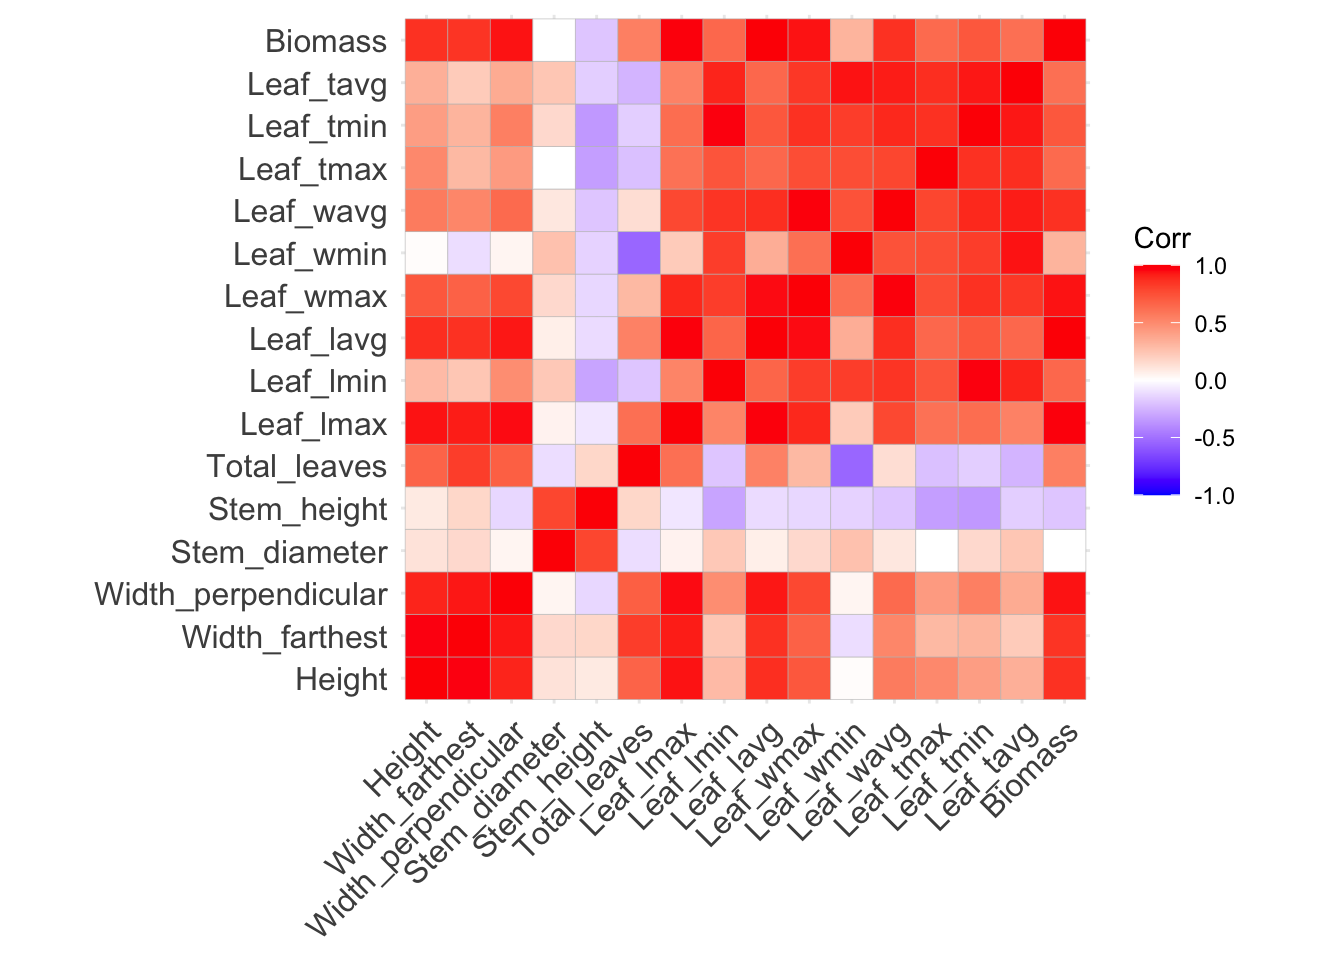 Biomass
Leaf_tavg
Leaf_tmin
Leaf_tmax
Leaf_wavg
Leaf_wmin
Leaf_wmax
Leaf_lavg
Leaf_lmin
Leaf_lmax
Total_leaves
Stem_height
Stem_diameter
Width_perpendicular
Width_farthest
Height
Height
Width_farthest
Width_perpendicular
Stem_diameter
Stem_height
Total_leaves
Leaf_lmax
Leaf_lmin
Leaf_lavg
Leaf_wmax
Leaf_wmin
Leaf_wavg
Leaf_tmax
Leaf_tmin
Leaf_tavg
Biomass
Corr
1.0
0.5
0.0
-0.5
-1.0